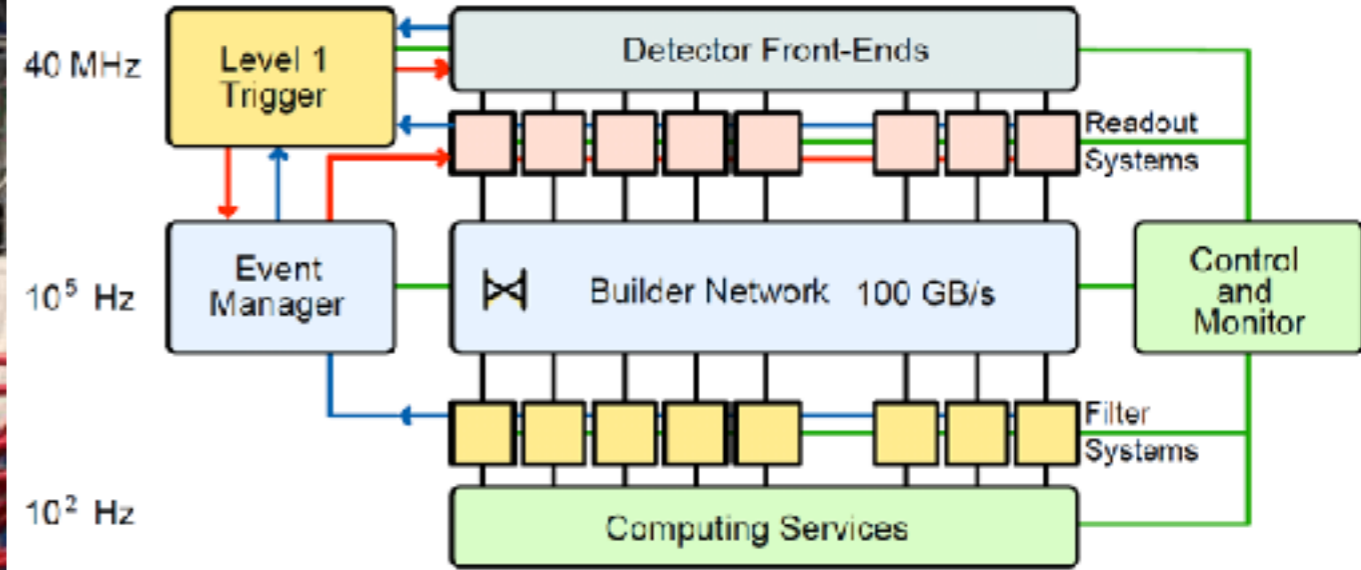 40 MHz
Level 1
Trigger
Detector Front-Ends
Readout
Systems
10⁵ Hz
Event
Manager
Builder Network 100 GB/s
Control
and
Monitor
Filter
Systems
10² Hz
Computing Services